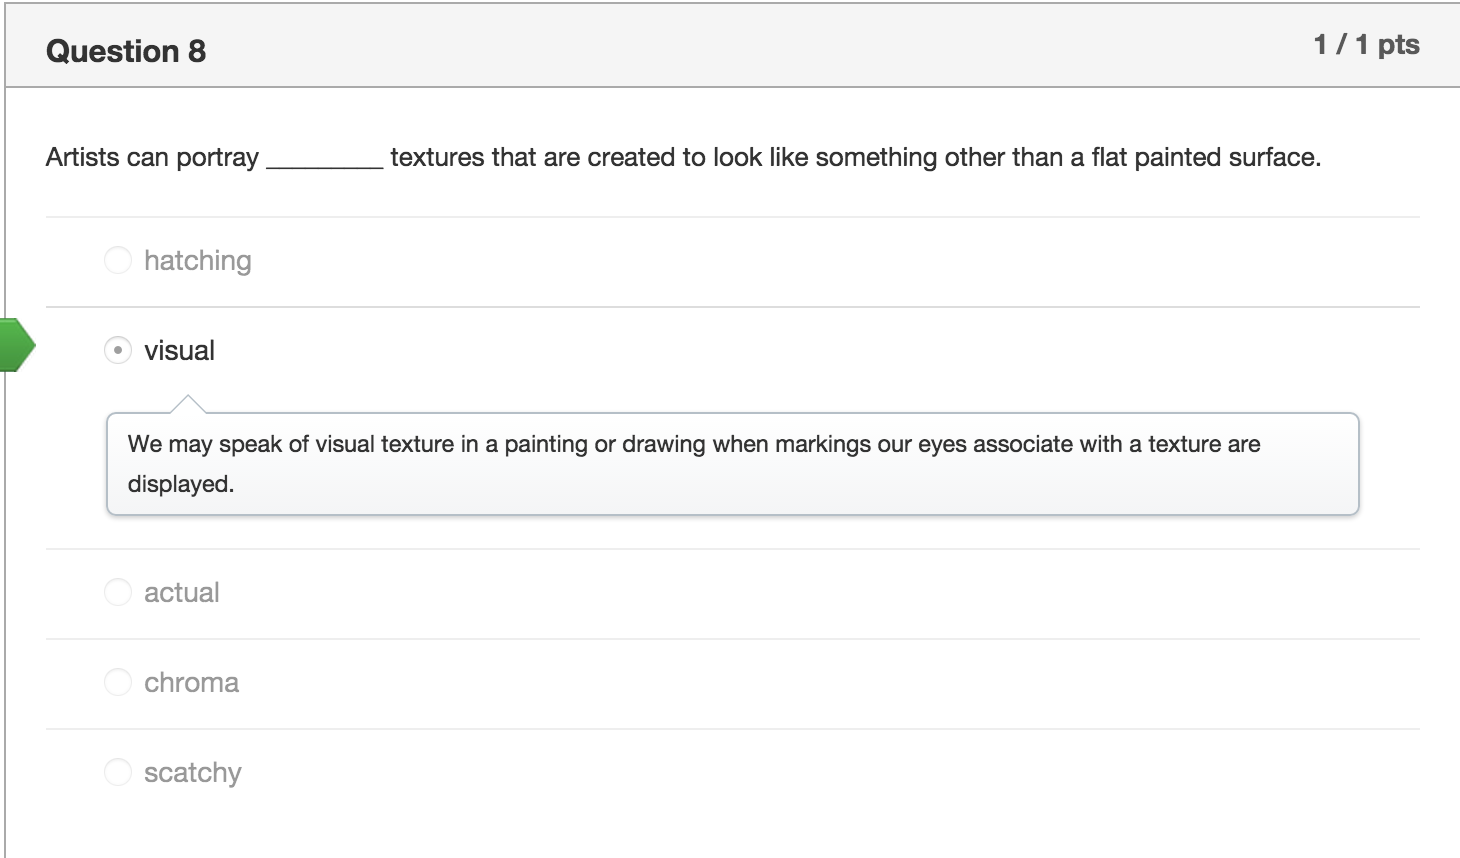 Question 8
1 / 1 pts
Artists can portray _________ textures that are created to look like something other than a flat painted surface.
hatching
visual
We may speak of visual texture in a painting or drawing when markings our eyes associate with a texture are
displayed.
actual
chroma
scatchy